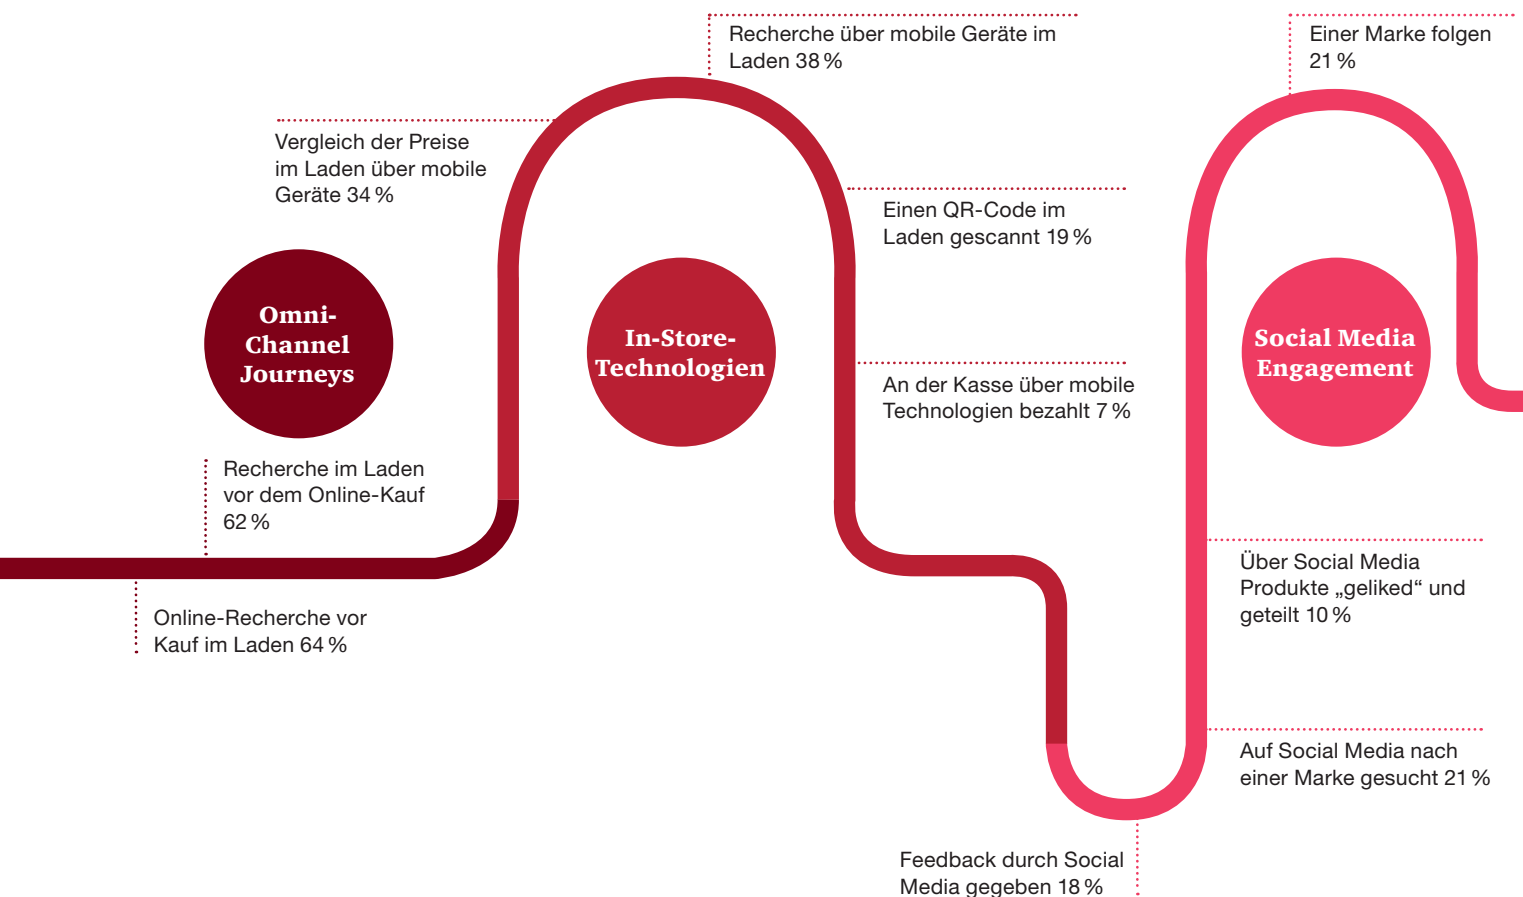 Omni-
Channel
Journeys
Recherche im Laden
vor dem Online-Kauf
62 %
Online-Recherche vor
Kauf im Laden 64 %
Vergleich der Preise
im Laden über mobile
Geräte 34 %
Recherche über mobile Geräte im
Laden 38 %
In-Store-
Technologien
Einen QR-Code im
Laden gescannt 19 %
An der Kasse über mobile
Technologien bezahlt 7 %
Einer Marke folgen
21 %
Social Media
Engagement
Über Social Media
Produkte „geliked“ und
geteilt 10 %
Auf Social Media nach
einer Marke gesucht 21 %
Feedback durch Social
Media gegeben 18 %